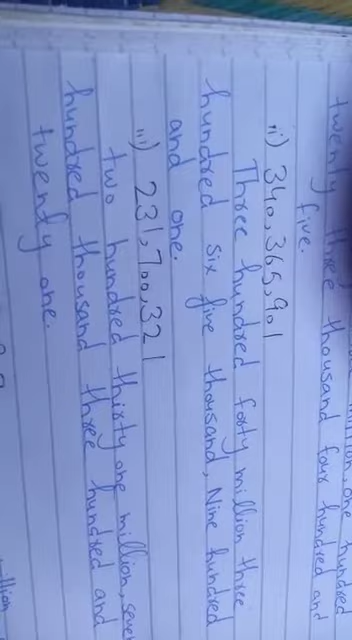 million, one hundred
twenty three thousand four hundred and
five.
ii) 340,365,901
Three hundred forty million three
hundred six five thousand, Nine hundred
and one.
iii) 231,700,321
two hundred thirty one million, seven
hundred thousand three hundred and
twenty one.
llion